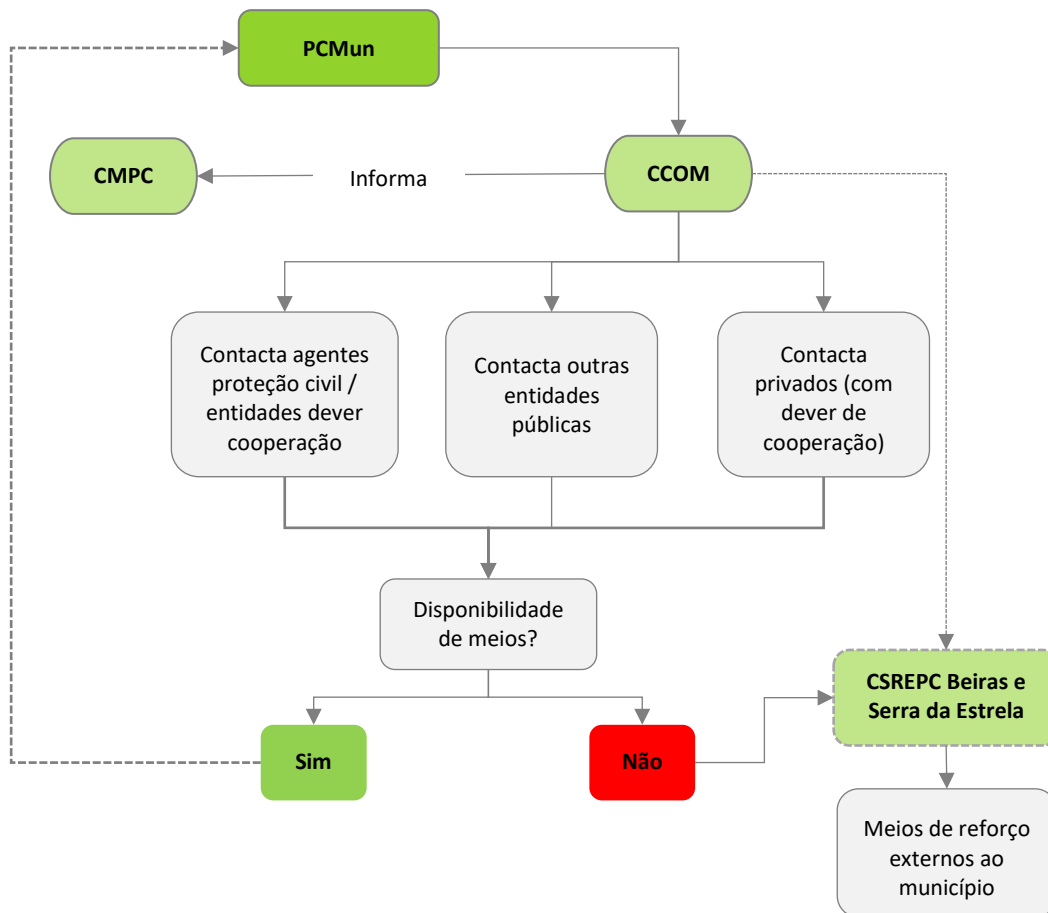 PCMun
CMPC
Informa
CCOM
Contacta agentes
proteção civil /
entidades dever
cooperação
Contacta outras
entidades
públicas
Contacta
privados (com
dever de
cooperação)
Disponibilidade
de meios?
Sim
Não
CSREPC Beiras e
Serra da Estrela
Meios de reforço
externos ao
município